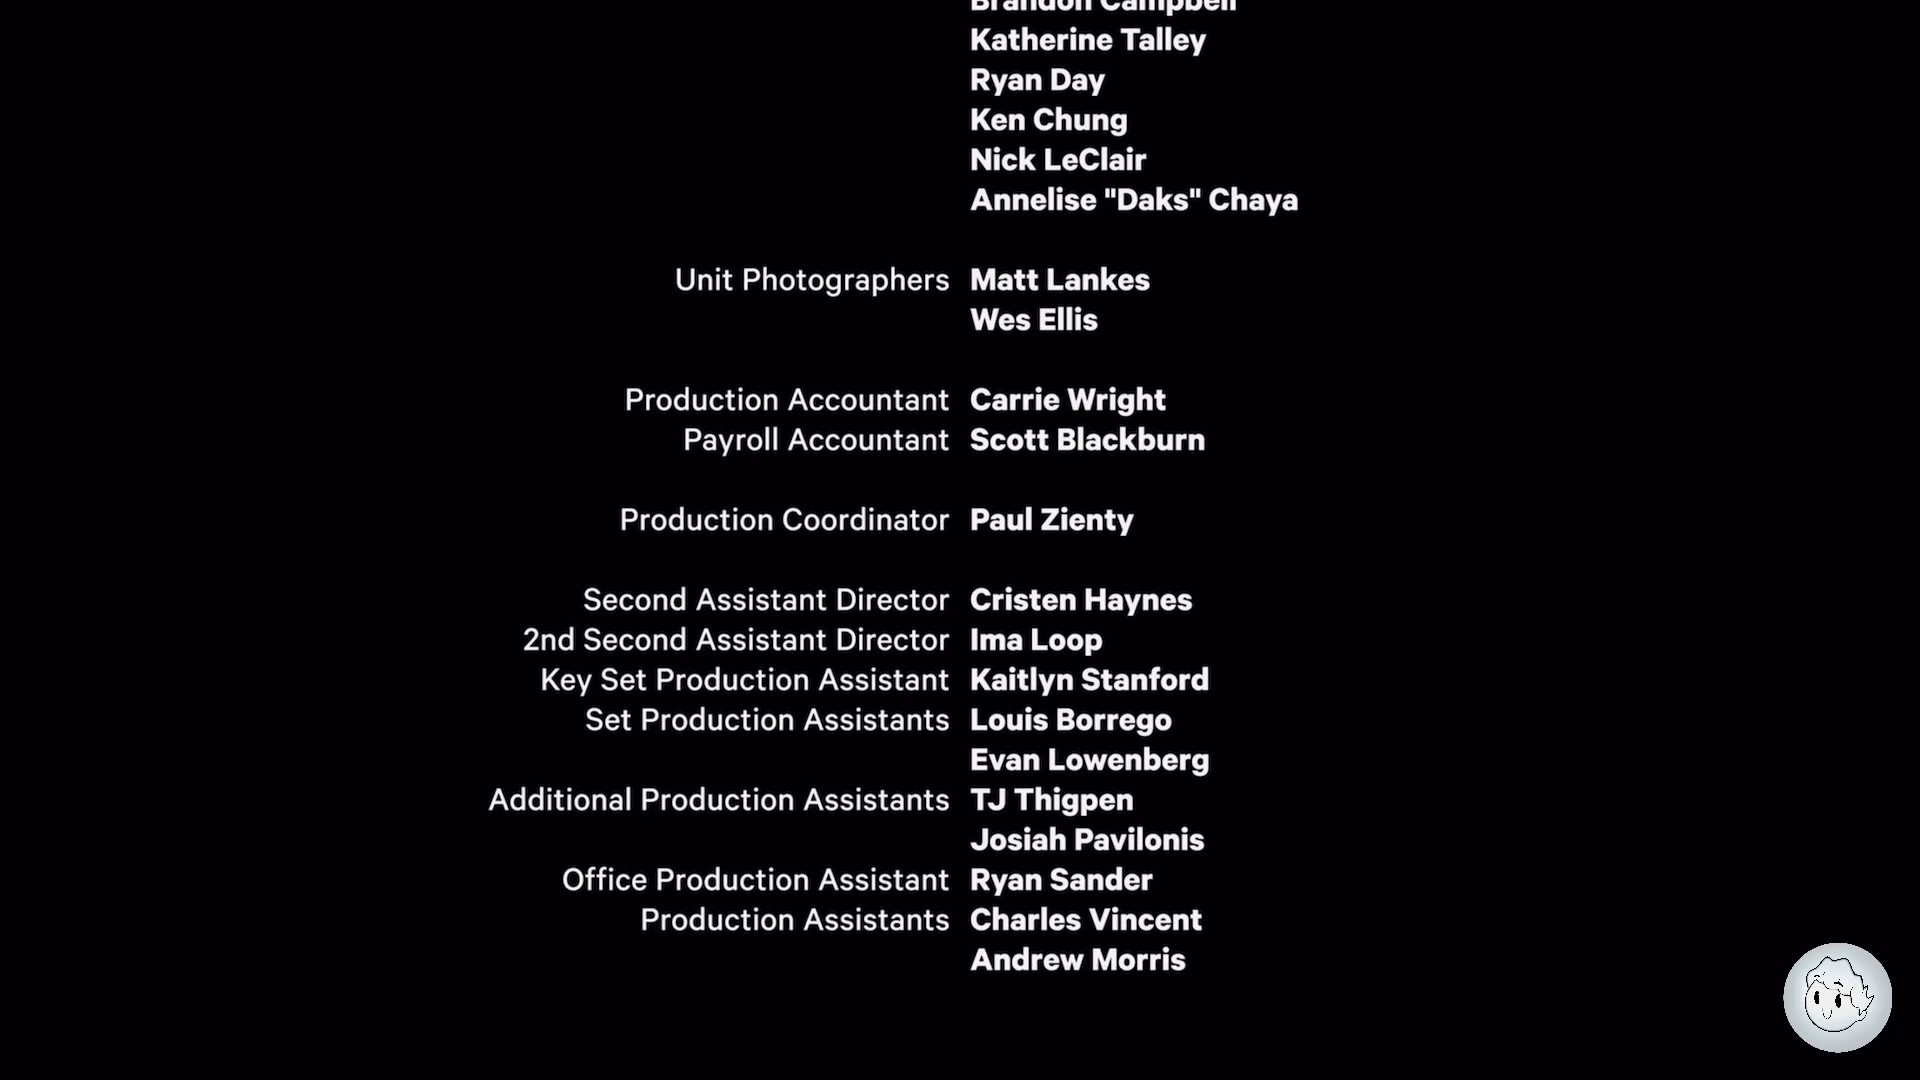 Brandon Campbell
Katherine Talley
Ryan Day
Ken Chung
Nick LeClair
Annelise "Daks" Chaya
Unit Photographers Matt Lankes
Wes Ellis
Production Accountant Carrie Wright
Payroll Accountant Scott Blackburn
Production Coordinator Paul Zienty
Second Assistant Director Cristen Haynes
2nd Second Assistant Director Ima Loop
Key Set Production Assistant Kaitlyn Stanford
Set Production Assistants Louis Borrego
Evan Lowenberg
Additional Production Assistants TJ Thigpen
Josiah Pavilonis
Office Production Assistant Ryan Sander
Production Assistants Charles Vincent
Andrew Morris